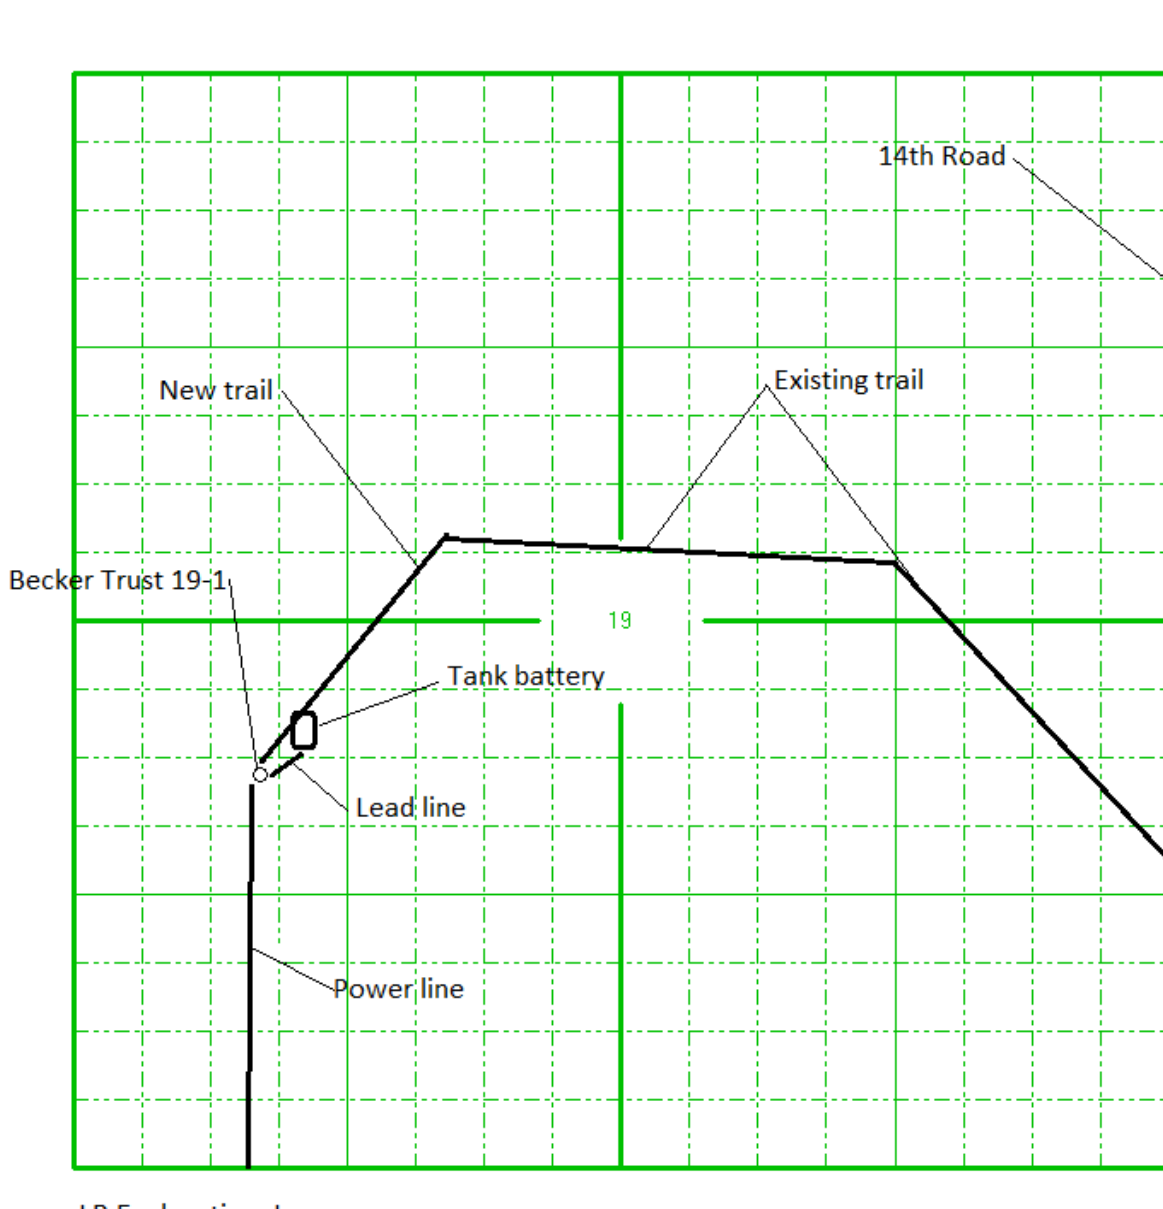 14th Road
Existing trail
New trail
Becker Trust 19-1
19
Tank battery
Lead line
Power line